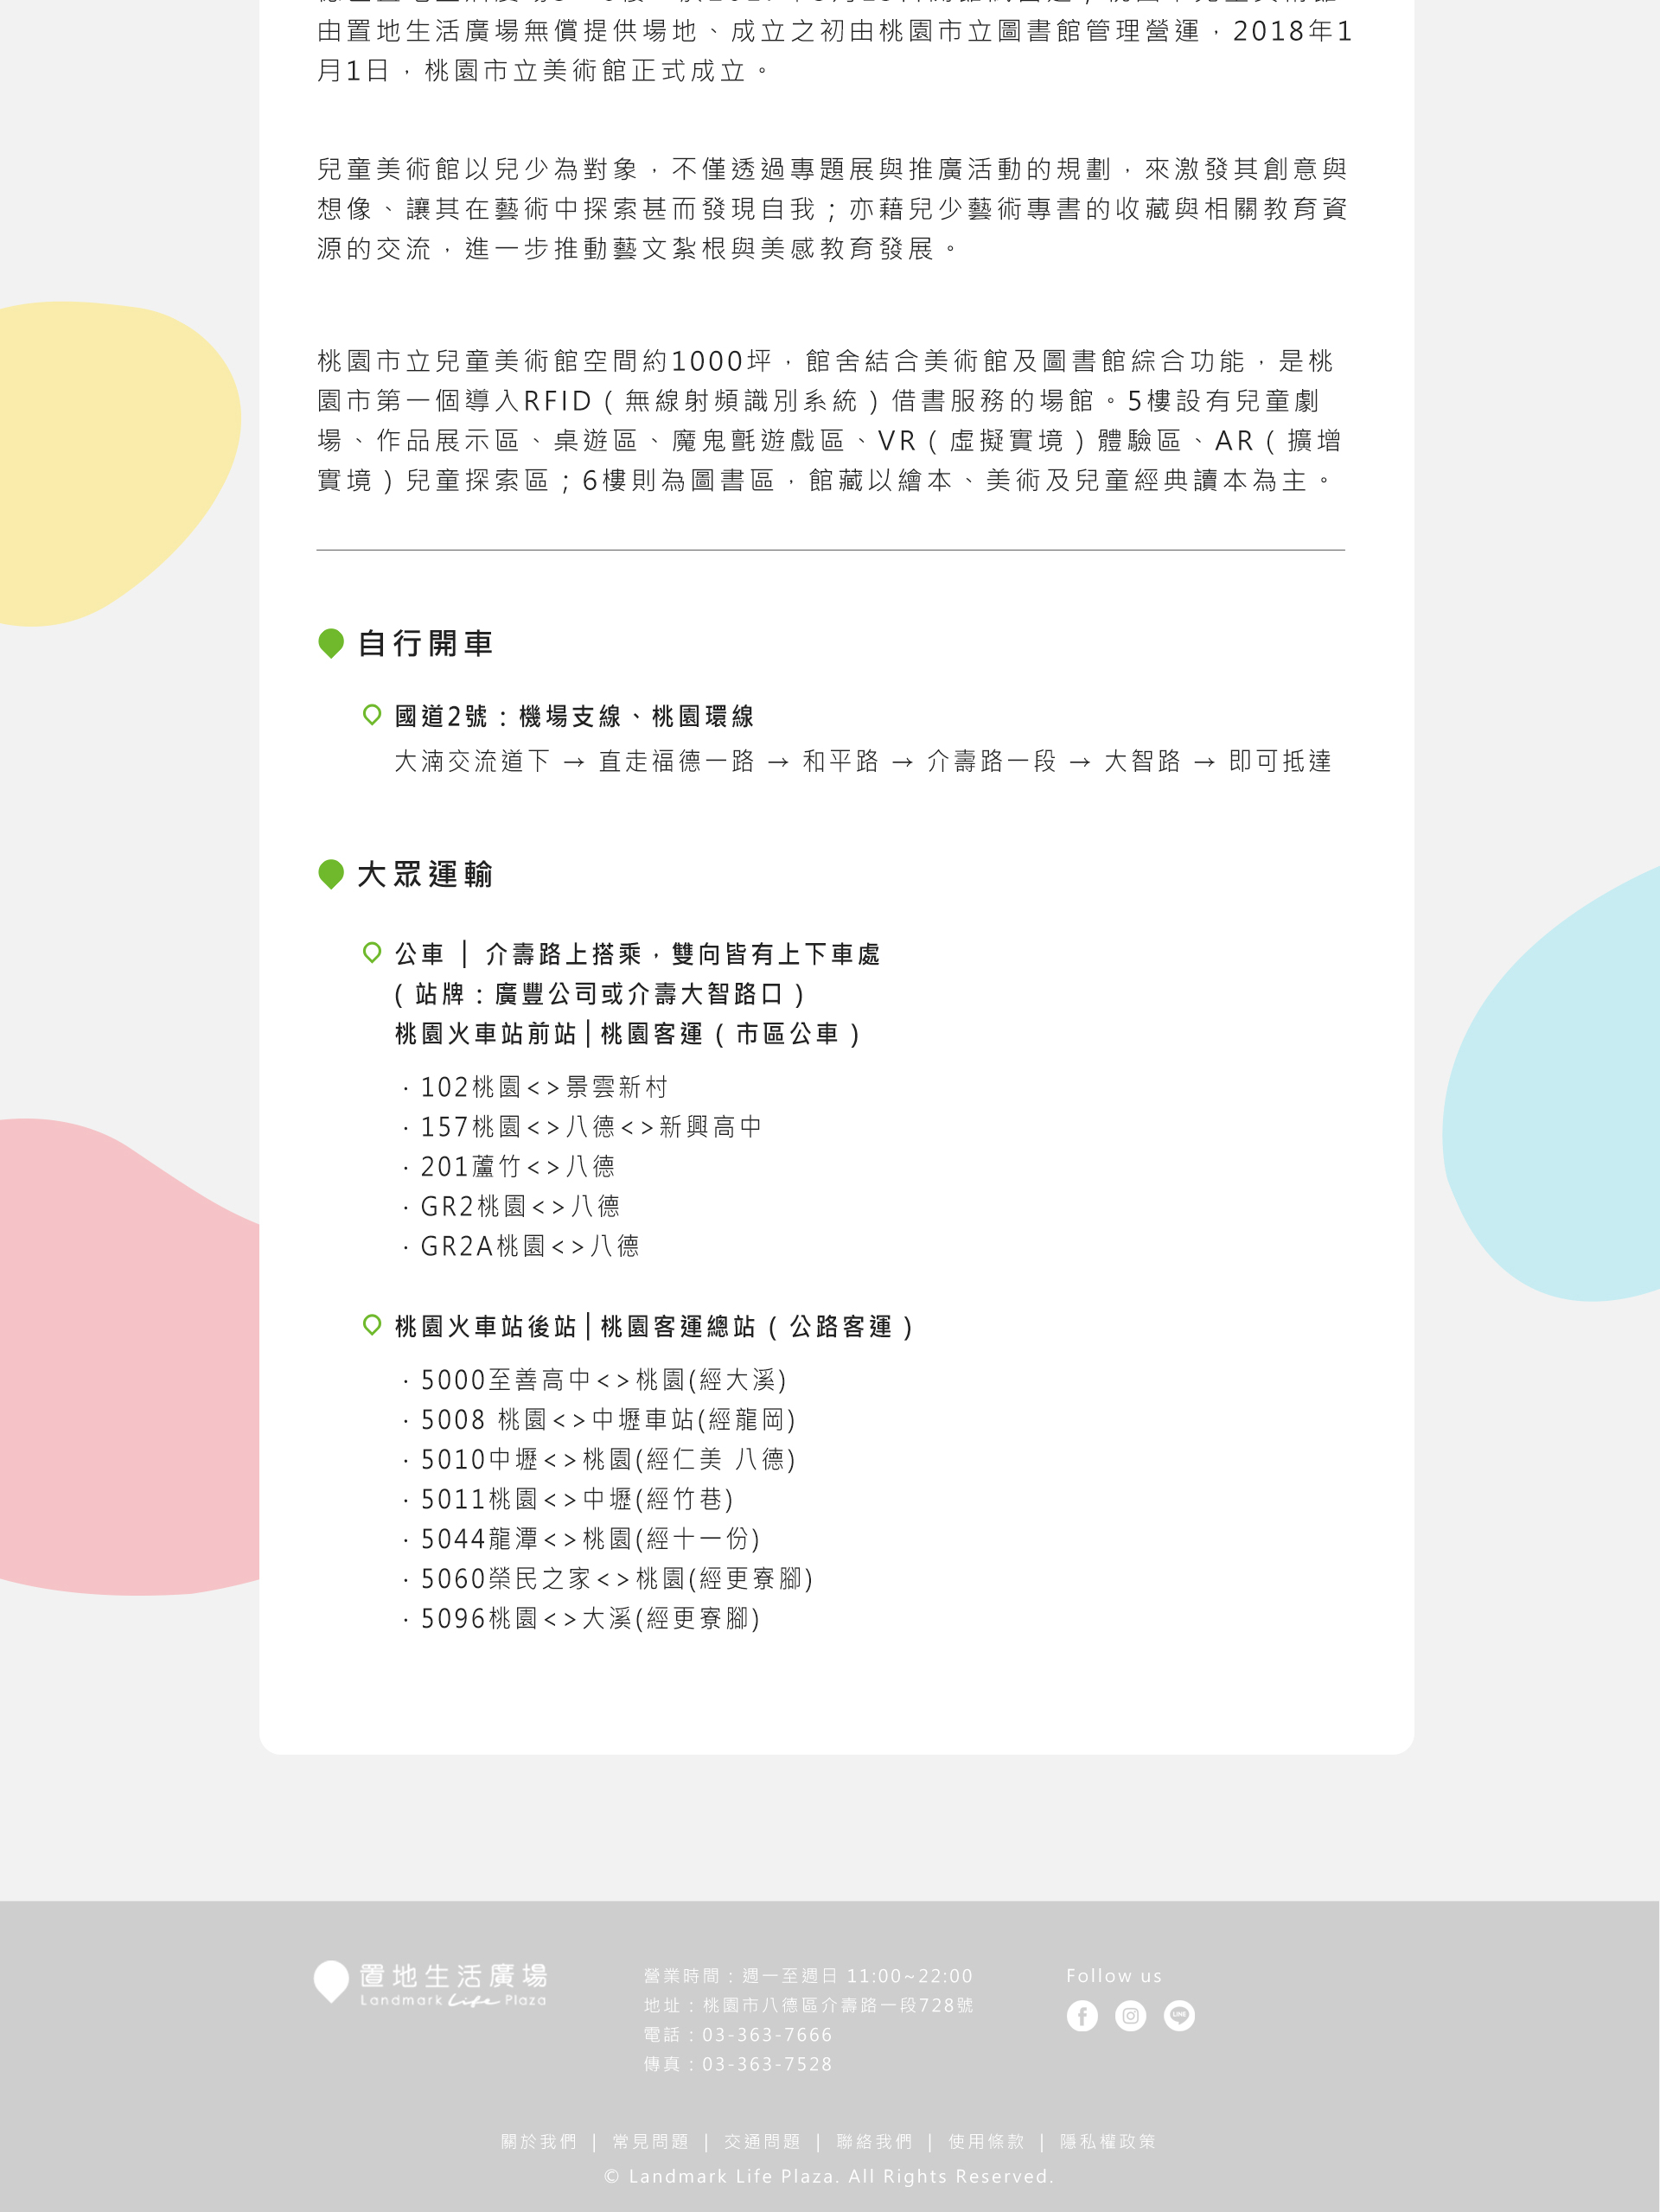 由置地生活廣場無償提供場地、成立之初由桃園市立圖書館管理營運，2018年1
月1日，桃園市立美術館正式成立。
兒童美術館以兒少為對象，不僅透過專題展與推廣活動的規劃，來激發其創意與
想像、讓其在藝術中探索甚而發現自我；亦藉兒少藝術專書的收藏與相關教育資
源的交流，進一步推動藝文紮根與美感教育發展。
桃園市立兒童美術館空間約1000坪，館舍結合美術館及圖書館綜合功能，是桃
園市第一個導入RFID（無線射頻識別系統）借書服務的場館。5樓設有兒童劇
場、作品展示區、桌遊區、魔鬼氈遊戲區、VR（虛擬實境）體驗區、AR（擴增
實境）兒童探索區；6樓則為圖書區，館藏以繪本、美術及兒童經典讀本為主。
自行開車
國道2號：機場支線、桃園環線
大湳交流道下 → 直走福德一路 → 和平路 → 介壽路一段 → 大智路 → 即可抵達
大眾運輸
公車 │ 介壽路上搭乘，雙向皆有上下車處
（站牌：廣豐公司或介壽大智路口）
桃園火車站前站│桃園客運（市區公車）
· 102桃園<>景雲新村
· 157桃園<>八德<>新興高中
· 201蘆竹<>八德
· GR2桃園<>八德
· GR2A桃園<>八德
桃園火車站後站│桃園客運總站（公路客運）
· 5000至善高中<>桃園(經大溪)
· 5008 桃園<>中壢車站(經龍岡)
· 5010中壢<>桃園(經仁美 八德)
· 5011桃園<>中壢(經竹巷)
· 5044龍潭<>桃園(經十一份)
· 5060榮民之家<>桃園(經更寮腳)
· 5096桃園<>大溪(經更寮腳)
置地生活廣場
Landmark Life Plaza
營業時間：週一至週日 11:00~22:00
地址：桃園市八德區介壽路一段728號
電話：03-363-7666
傳真：03-363-7528
Follow us
LINE
關於我們 │ 常見問題 │ 交通問題 │ 聯絡我們 │ 使用條款 │ 隱私權政策
© Landmark Life Plaza. All Rights Reserved.